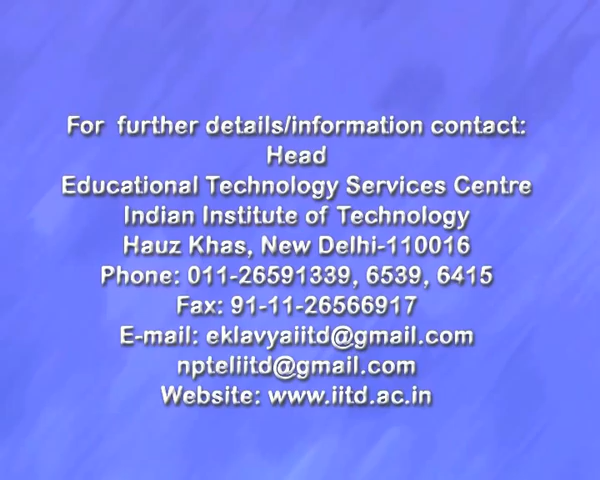 For  further details/information contact:
Head
Educational Technology Services Centre
Indian Institute of Technology
Hauz Khas, New Delhi-110016
Phone: 011-26591339, 6539, 6415
Fax: 91-11-26566917
E-mail: eklavyaiitd@gmail.com
npteliitd@gmail.com
Website: www.iitd.ac.in